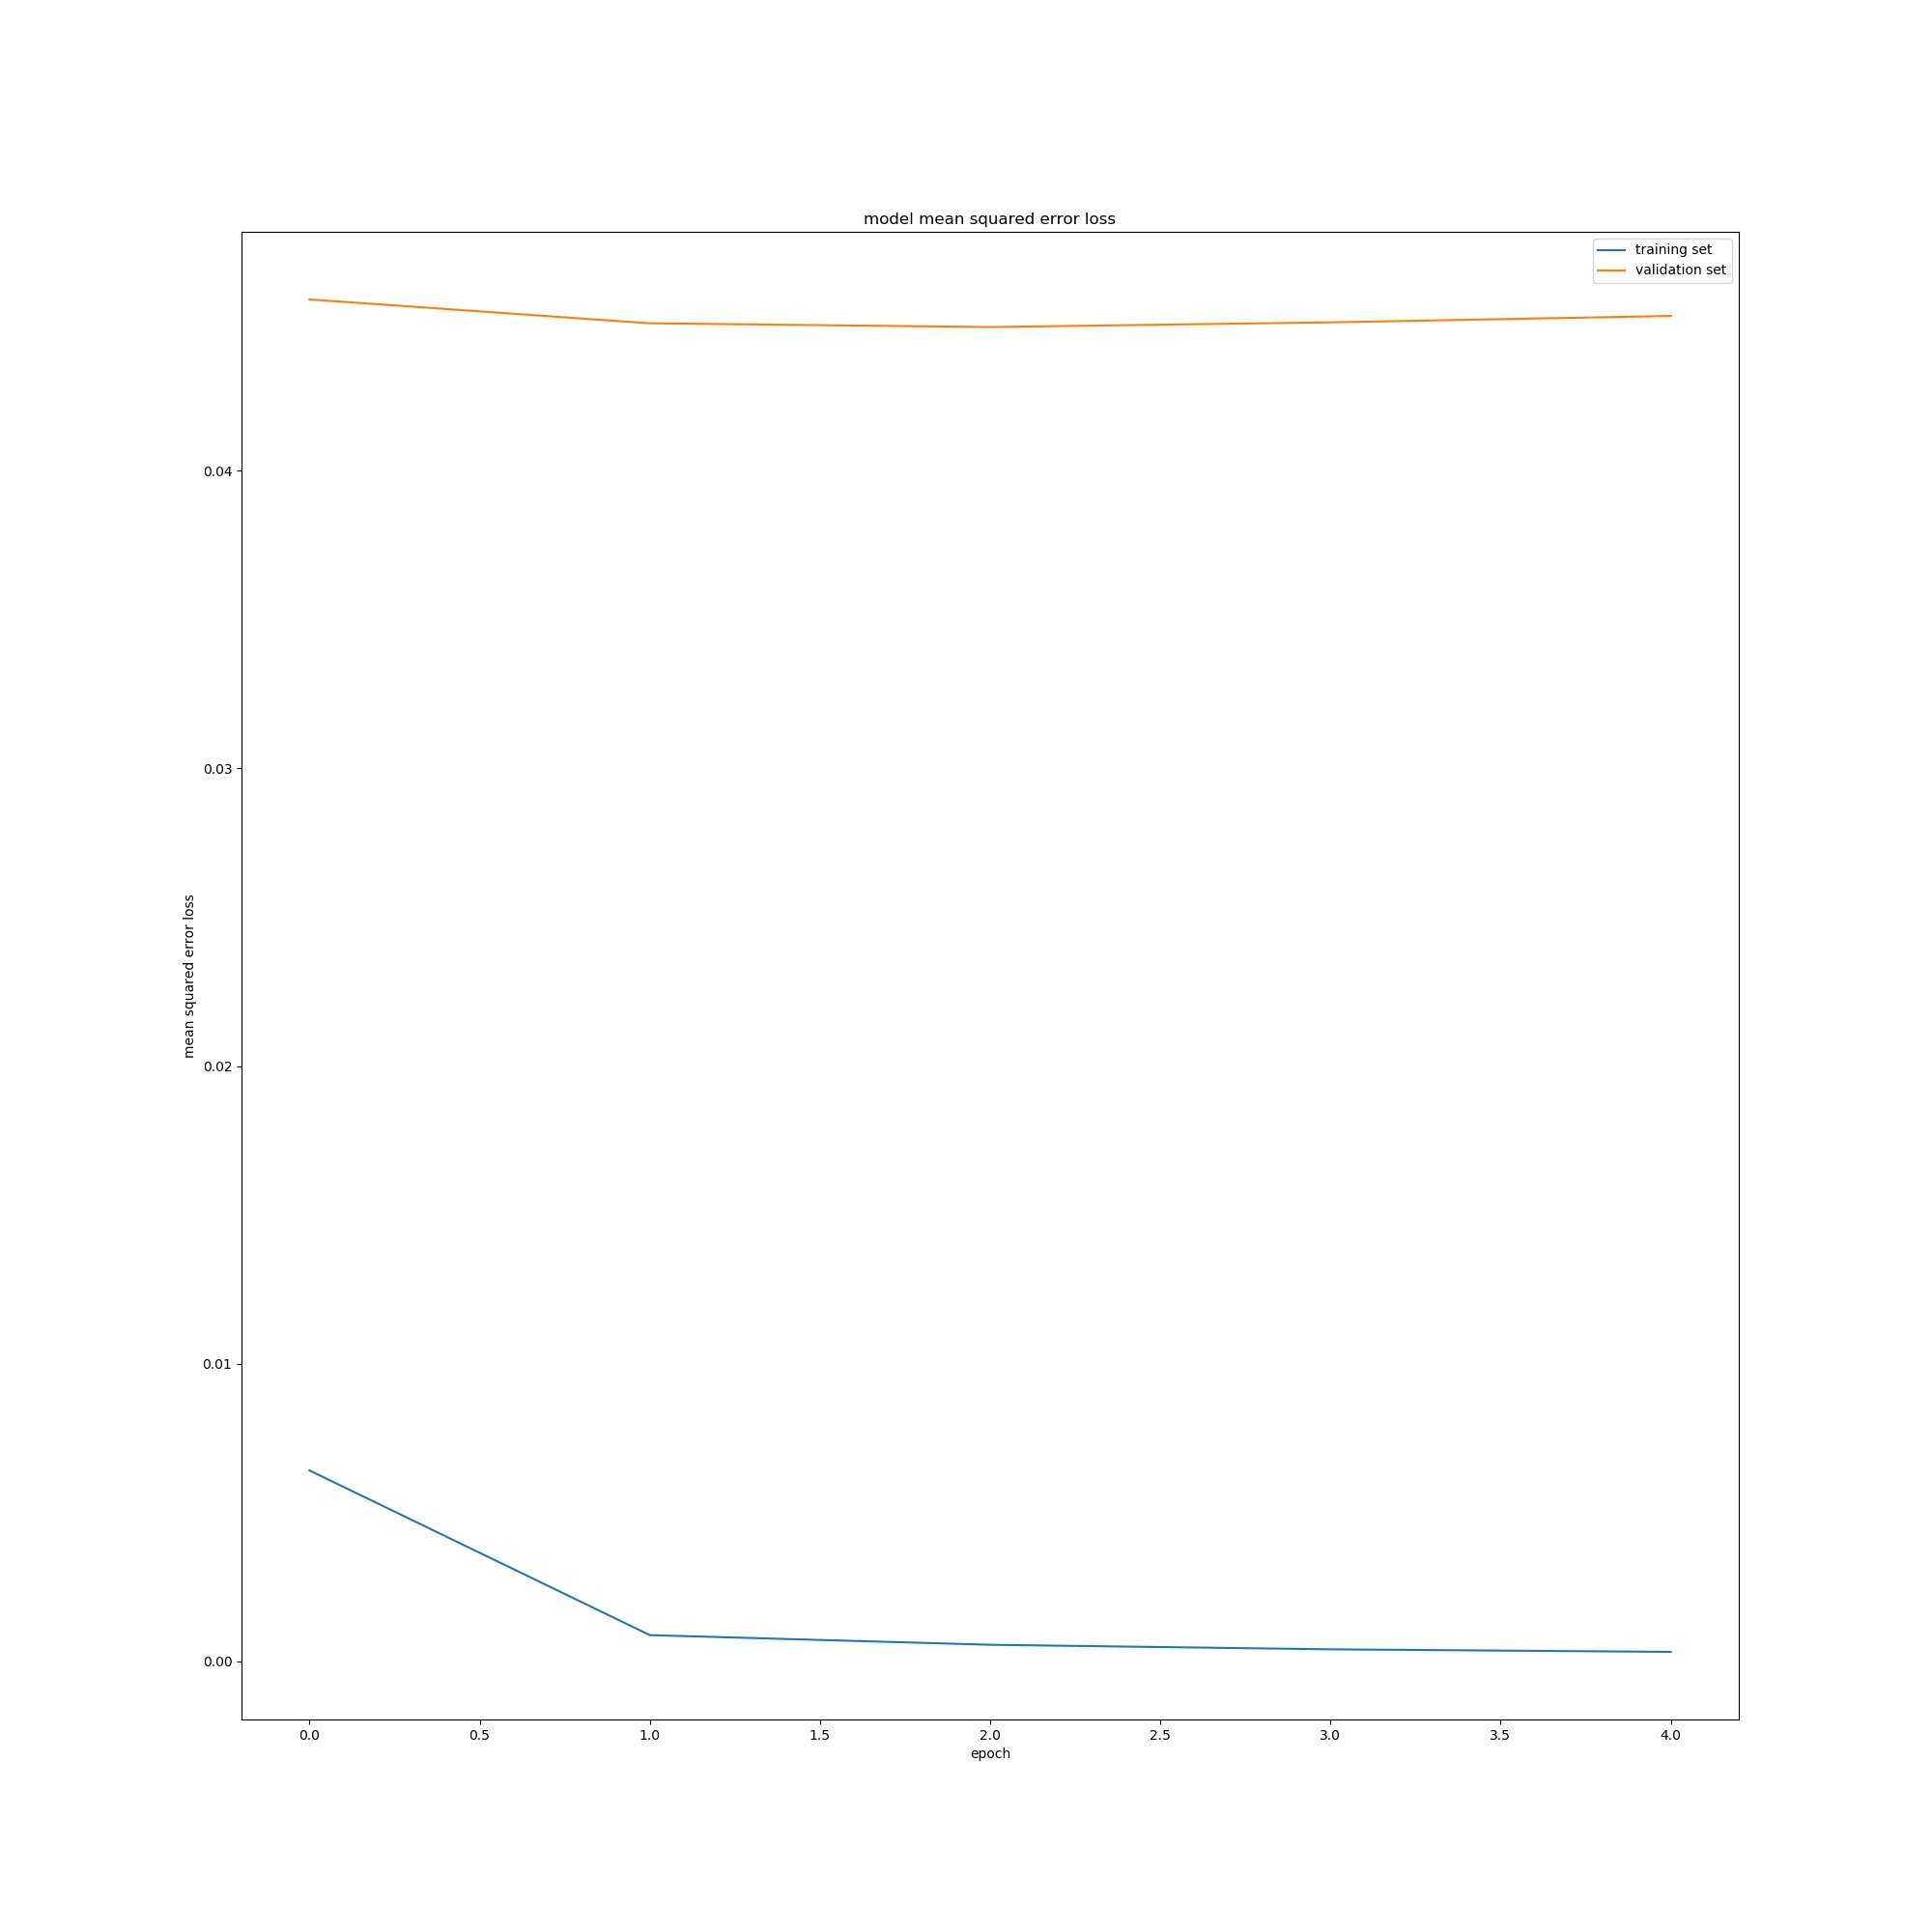 model mean squared error loss
training set
validation set
0.04
0.03
0.02
0.01
0.00
mean squared error loss
0.0 0.5 1.0 1.5 2.0 2.5 3.0 3.5 4.0
epoch